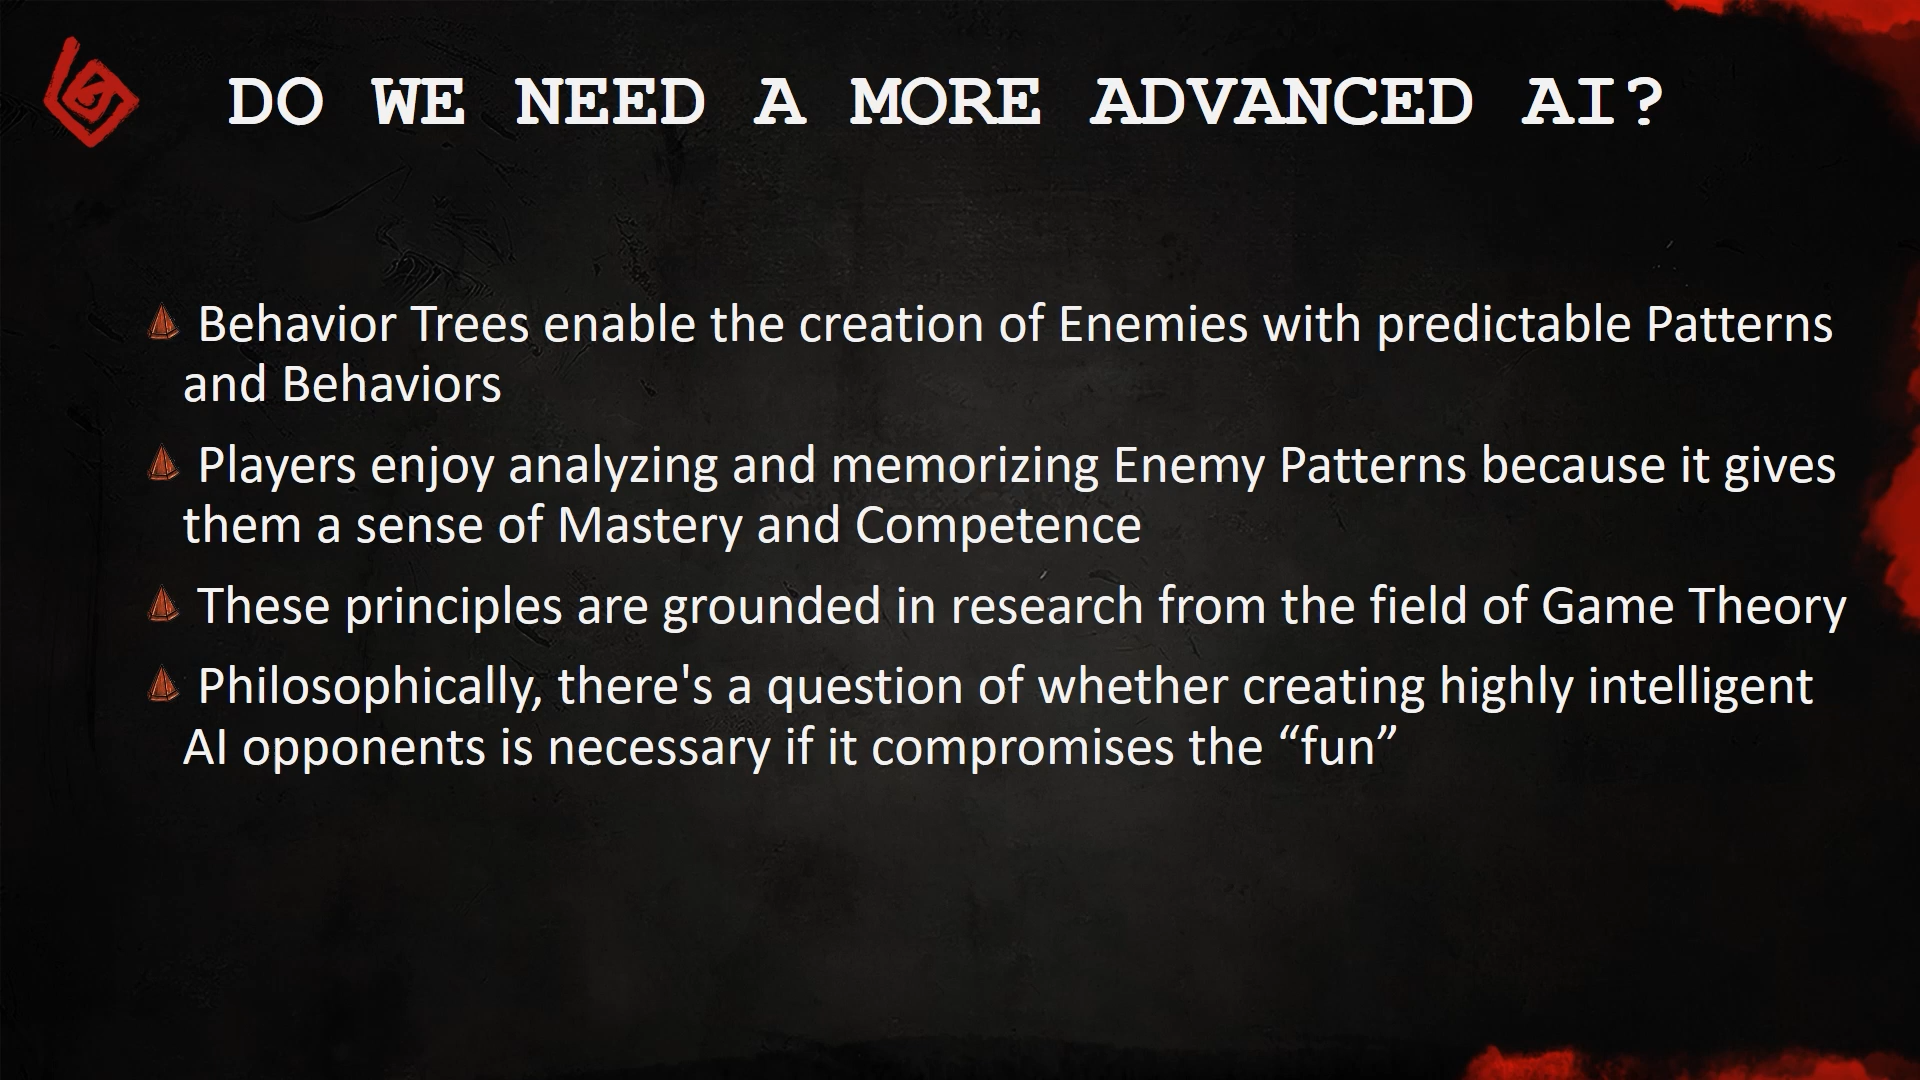 DO WE NEED A MORE ADVANCED AI?
Behavior Trees enable the creation of Enemies with predictable Patterns
and Behaviors
Players enjoy analyzing and memorizing Enemy Patterns because it gives
them a sense of Mastery and Competence
These principles are grounded in research from the field of Game Theory
Philosophically, there's a question of whether creating highly intelligent
AI opponents is necessary if it compromises the “fun”